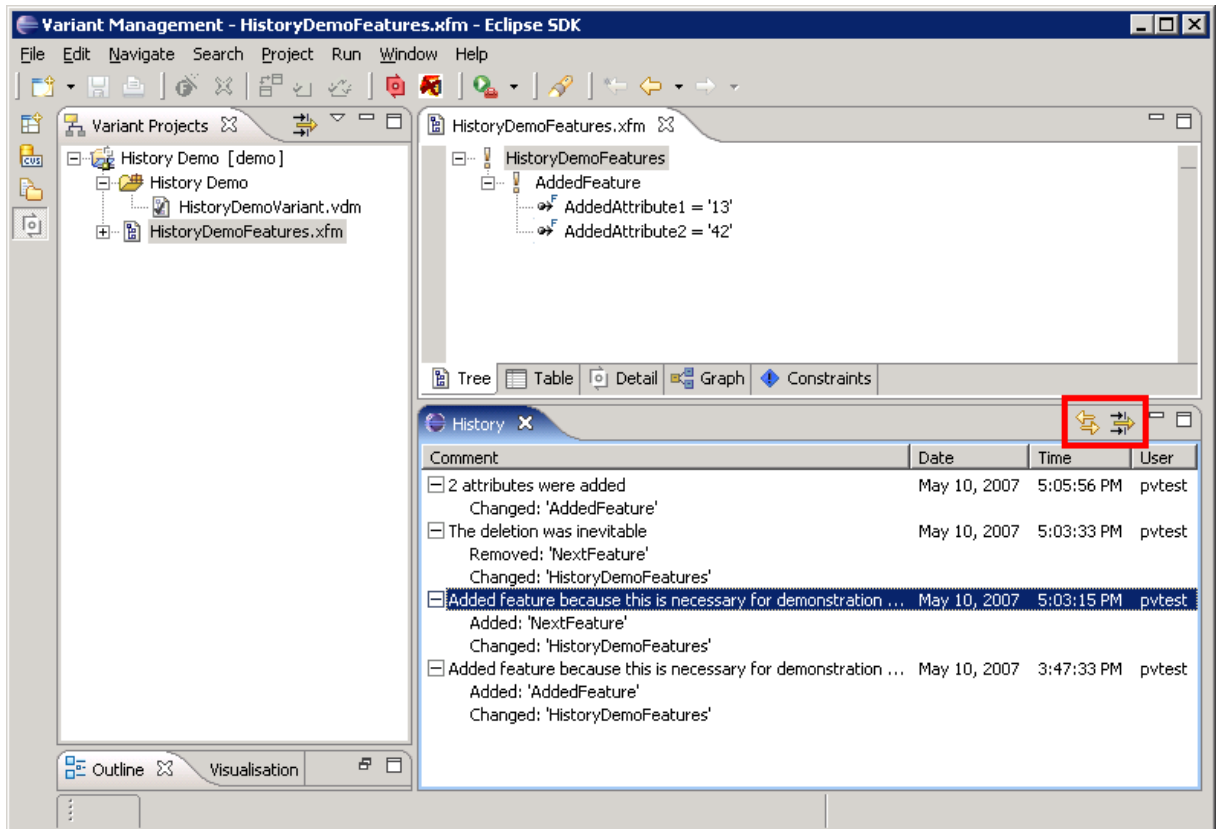 Variant Management - HistoryDemoFeatures.xfm - Eclipse SDK
File Edit Navigate Search Project Run Window Help
Variant Projects
History Demo [demo]
History Demo
HistoryDemoVariant.vdm
HistoryDemoFeatures.xfm
CVS
HistoryDemoFeatures.xfm
HistoryDemoFeatures
AddedFeature
F AddedAttribute1 = '13'
F AddedAttribute2 = '42'
Tree Table Detail Graph Constraints
History
Comment Date Time User
2 attributes were added May 10, 2007 5:05:56 PM pvtest
Changed: 'AddedFeature'
The deletion was inevitable May 10, 2007 5:03:33 PM pvtest
Removed: 'NextFeature'
Changed: 'HistoryDemoFeatures'
Added feature because this is necessary for demonstration ... May 10, 2007 5:03:15 PM pvtest
Added: 'NextFeature'
Changed: 'HistoryDemoFeatures'
Added feature because this is necessary for demonstration ... May 10, 2007 3:47:33 PM pvtest
Added: 'AddedFeature'
Changed: 'HistoryDemoFeatures'
Outline Visualisation